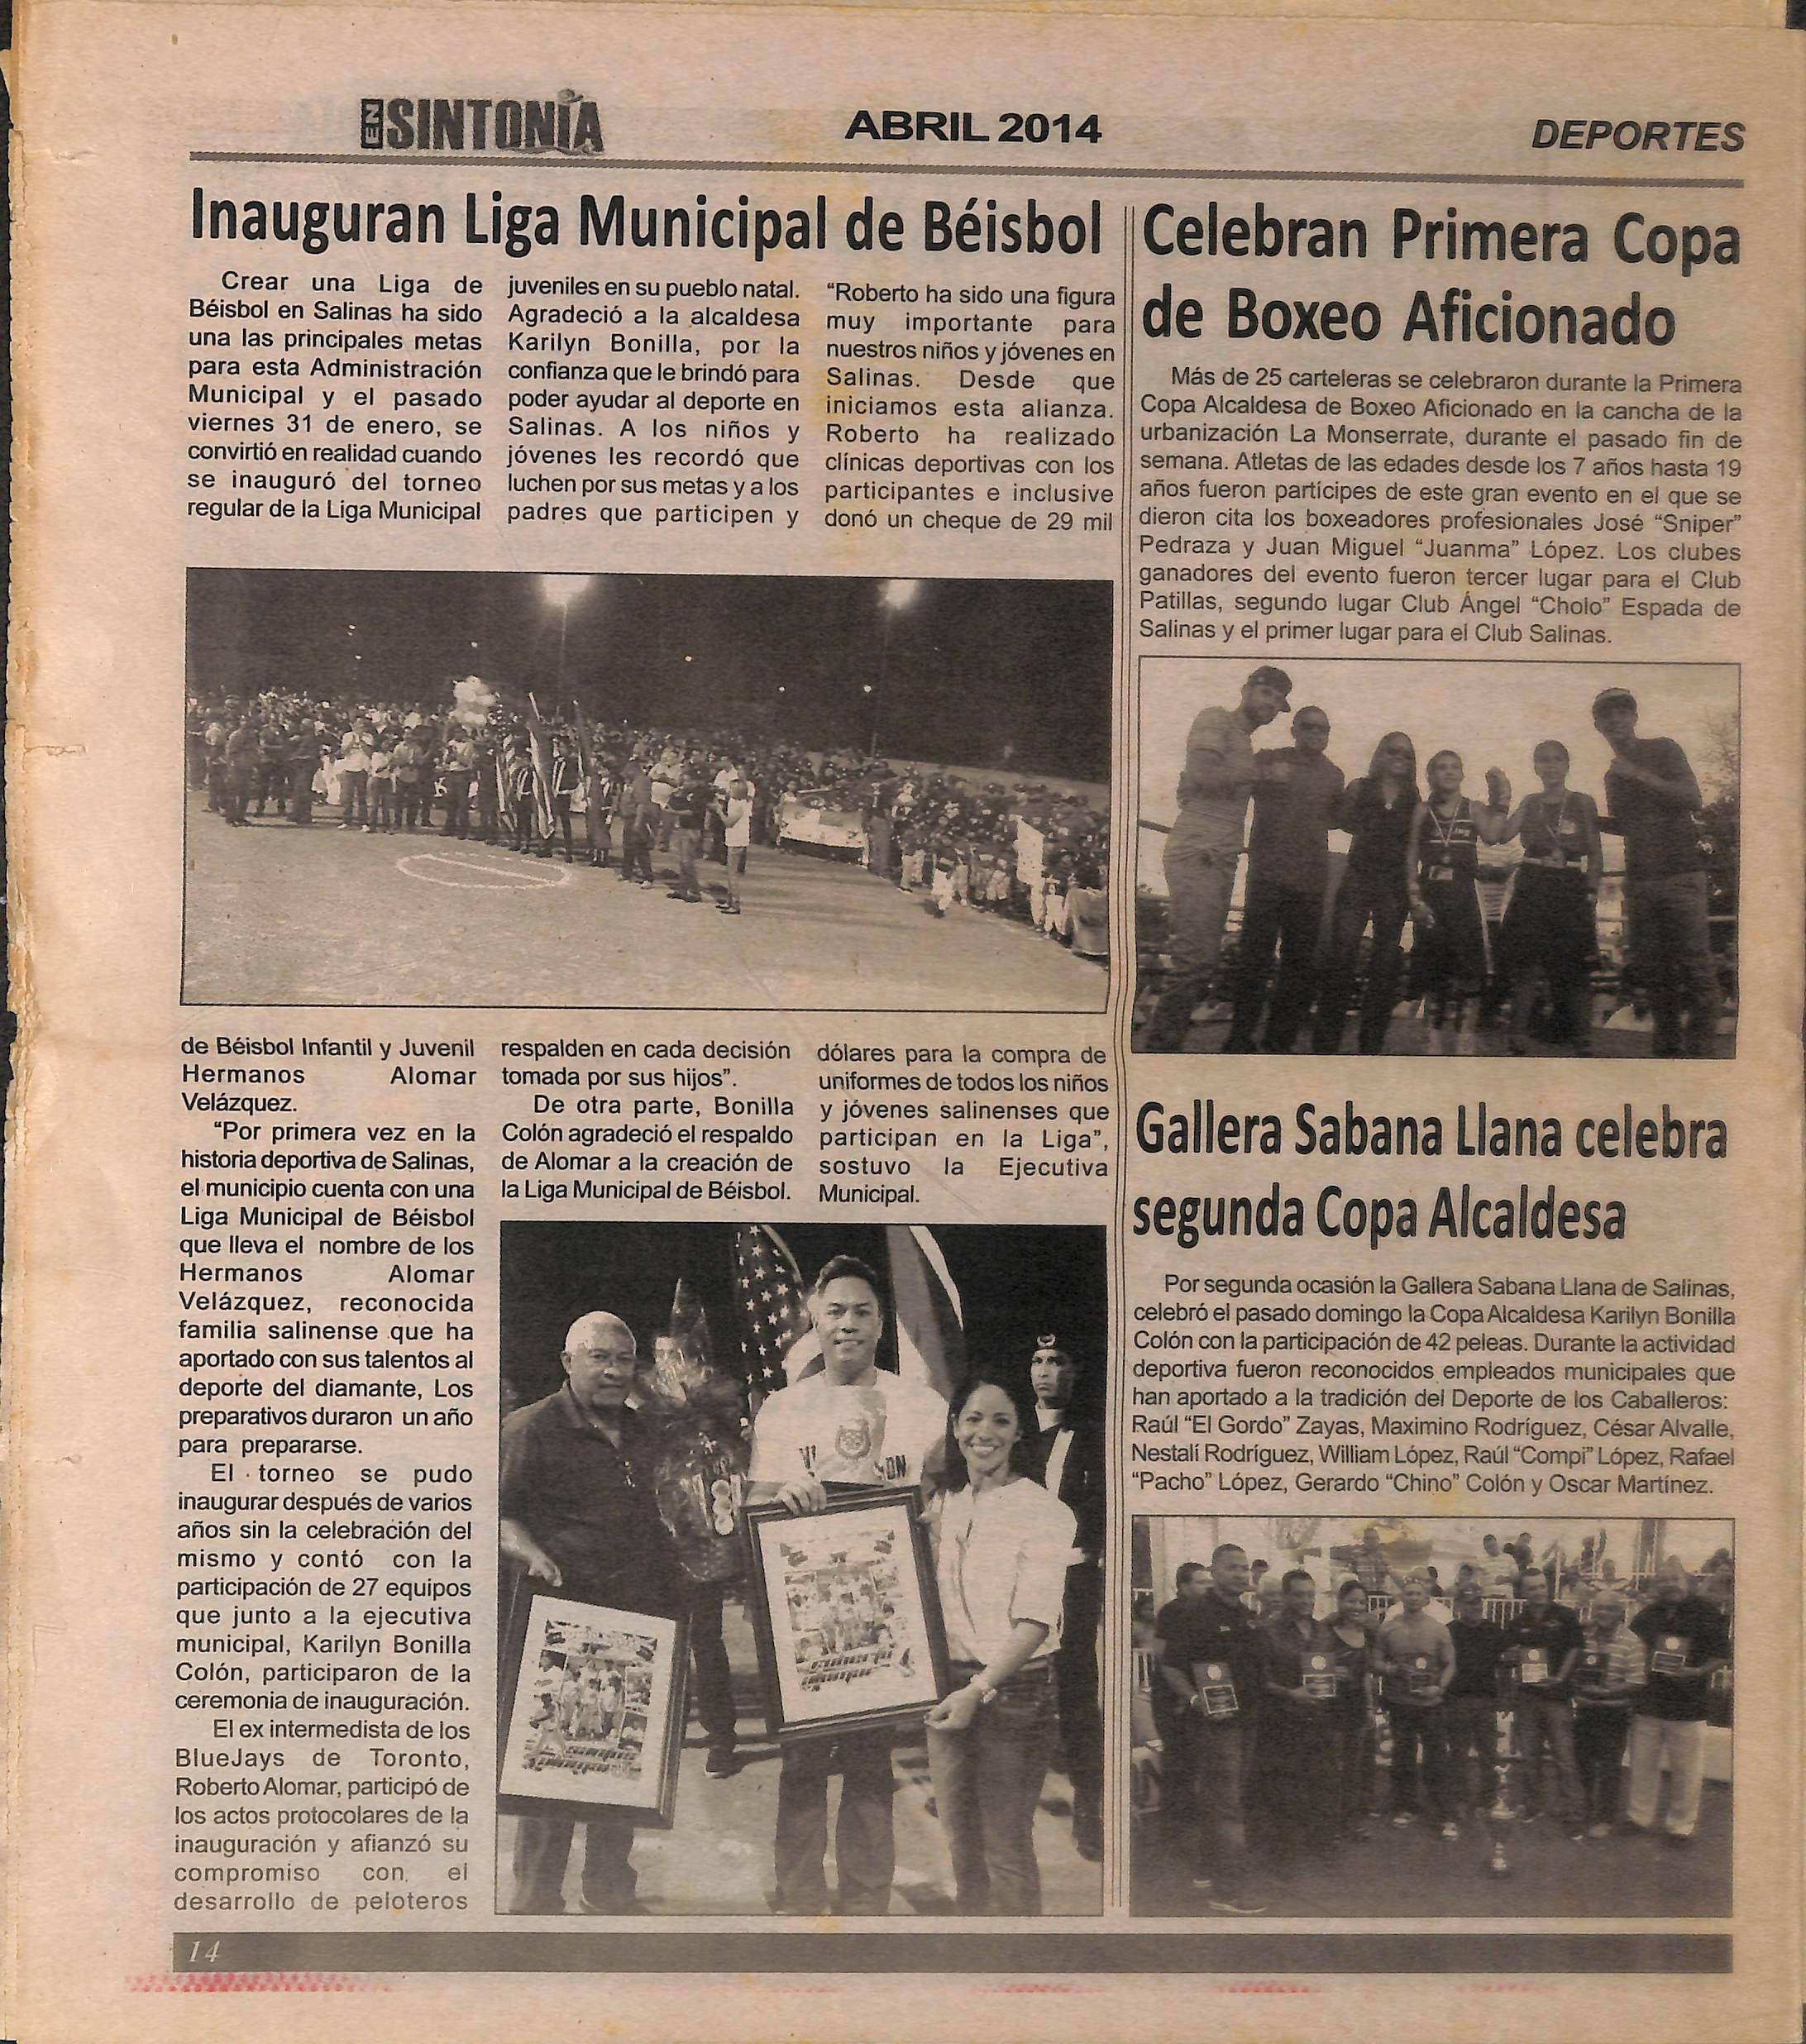 EN SINTONÍA
ABRIL 2014
DEPORTES
Inauguran Liga Municipal de Béisbol
Crear una Liga de
Béisbol en Salinas ha sido
una las principales metas
para esta Administración
Municipal y el pasado
viernes 31 de enero, se
convirtió en realidad cuando
se inauguró del torneo
regular de la Liga Municipal
de Béisbol Infantil y Juvenil
Hermanos Alomar
Velázquez.
“Por primera vez en la
historia deportiva de Salinas,
el municipio cuenta con una
Liga Municipal de Béisbol
que lleva el nombre de los
Hermanos Alomar
Velázquez, reconocida
familia salinense que ha
aportado con sus talentos al
deporte del diamante, Los
preparativos duraron un año
para prepararse.
El torneo se pudo
inaugurar después de varios
años sin la celebración del
mismo y contó con la
participación de 27 equipos
que junto a la ejecutiva
municipal, Karilyn Bonilla
Colón, participaron de la
ceremonia de inauguración.
El ex intermedista de los
BlueJays de Toronto,
Roberto Alomar, participó de
los actos protocolares de la
inauguración y afianzó su
compromiso con el
desarrollo de peloteros
juveniles en su pueblo natal.
Agradeció a la alcaldesa
Karilyn Bonilla, por la
confianza que le brindó para
poder ayudar al deporte en
Salinas. A los niños y
jóvenes les recordó que
luchen por sus metas y a los
padres que participen y
respalden en cada decisión
tomada por sus hijos”.
De otra parte, Bonilla
Colón agradeció el respaldo
de Alomar a la creación de
la Liga Municipal de Béisbol.
“Roberto ha sido una figura
muy importante para
nuestros niños y jóvenes en
Salinas. Desde que
iniciamos esta alianza.
Roberto ha realizado
clínicas deportivas con los
participantes e inclusive
donó un cheque de 29 mil
dólares para la compra de
uniformes de todos los niños
y jóvenes salinenses que
participan en la Liga”,
sostuvo la Ejecutiva
Municipal.
Celebran Primera Copa
de Boxeo Aficionado
Más de 25 carteleras se celebraron durante la Primera
Copa Alcaldesa de Boxeo Aficionado en la cancha de la
urbanización La Monserrate, durante el pasado fin de
semana. Atletas de las edades desde los 7 años hasta 19
años fueron partícipes de este gran evento en el que se
dieron cita los boxeadores profesionales José “Sniper”
Pedraza y Juan Miguel “Juanma” López. Los clubes
ganadores del evento fueron tercer lugar para el Club
Patillas, segundo lugar Club Ángel “Cholo” Espada de
Salinas y el primer lugar para el Club Salinas.
Gallera Sabana Llana celebra
segunda Copa Alcaldesa
Por segunda ocasión la Gallera Sabana Llana de Salinas,
celebró el pasado domingo la Copa Alcaldesa Karilyn Bonilla
Colón con la participación de 42 peleas. Durante la actividad
deportiva fueron reconocidos empleados municipales que
han aportado a la tradición del Deporte de los Caballeros:
Raúl “El Gordo” Zayas, Maximino Rodríguez, César Alvalle,
Nestalí Rodríguez, William López, Raúl “Compi” López, Rafael
“Pacho” López, Gerardo “Chino” Colón y Oscar Martínez.
14